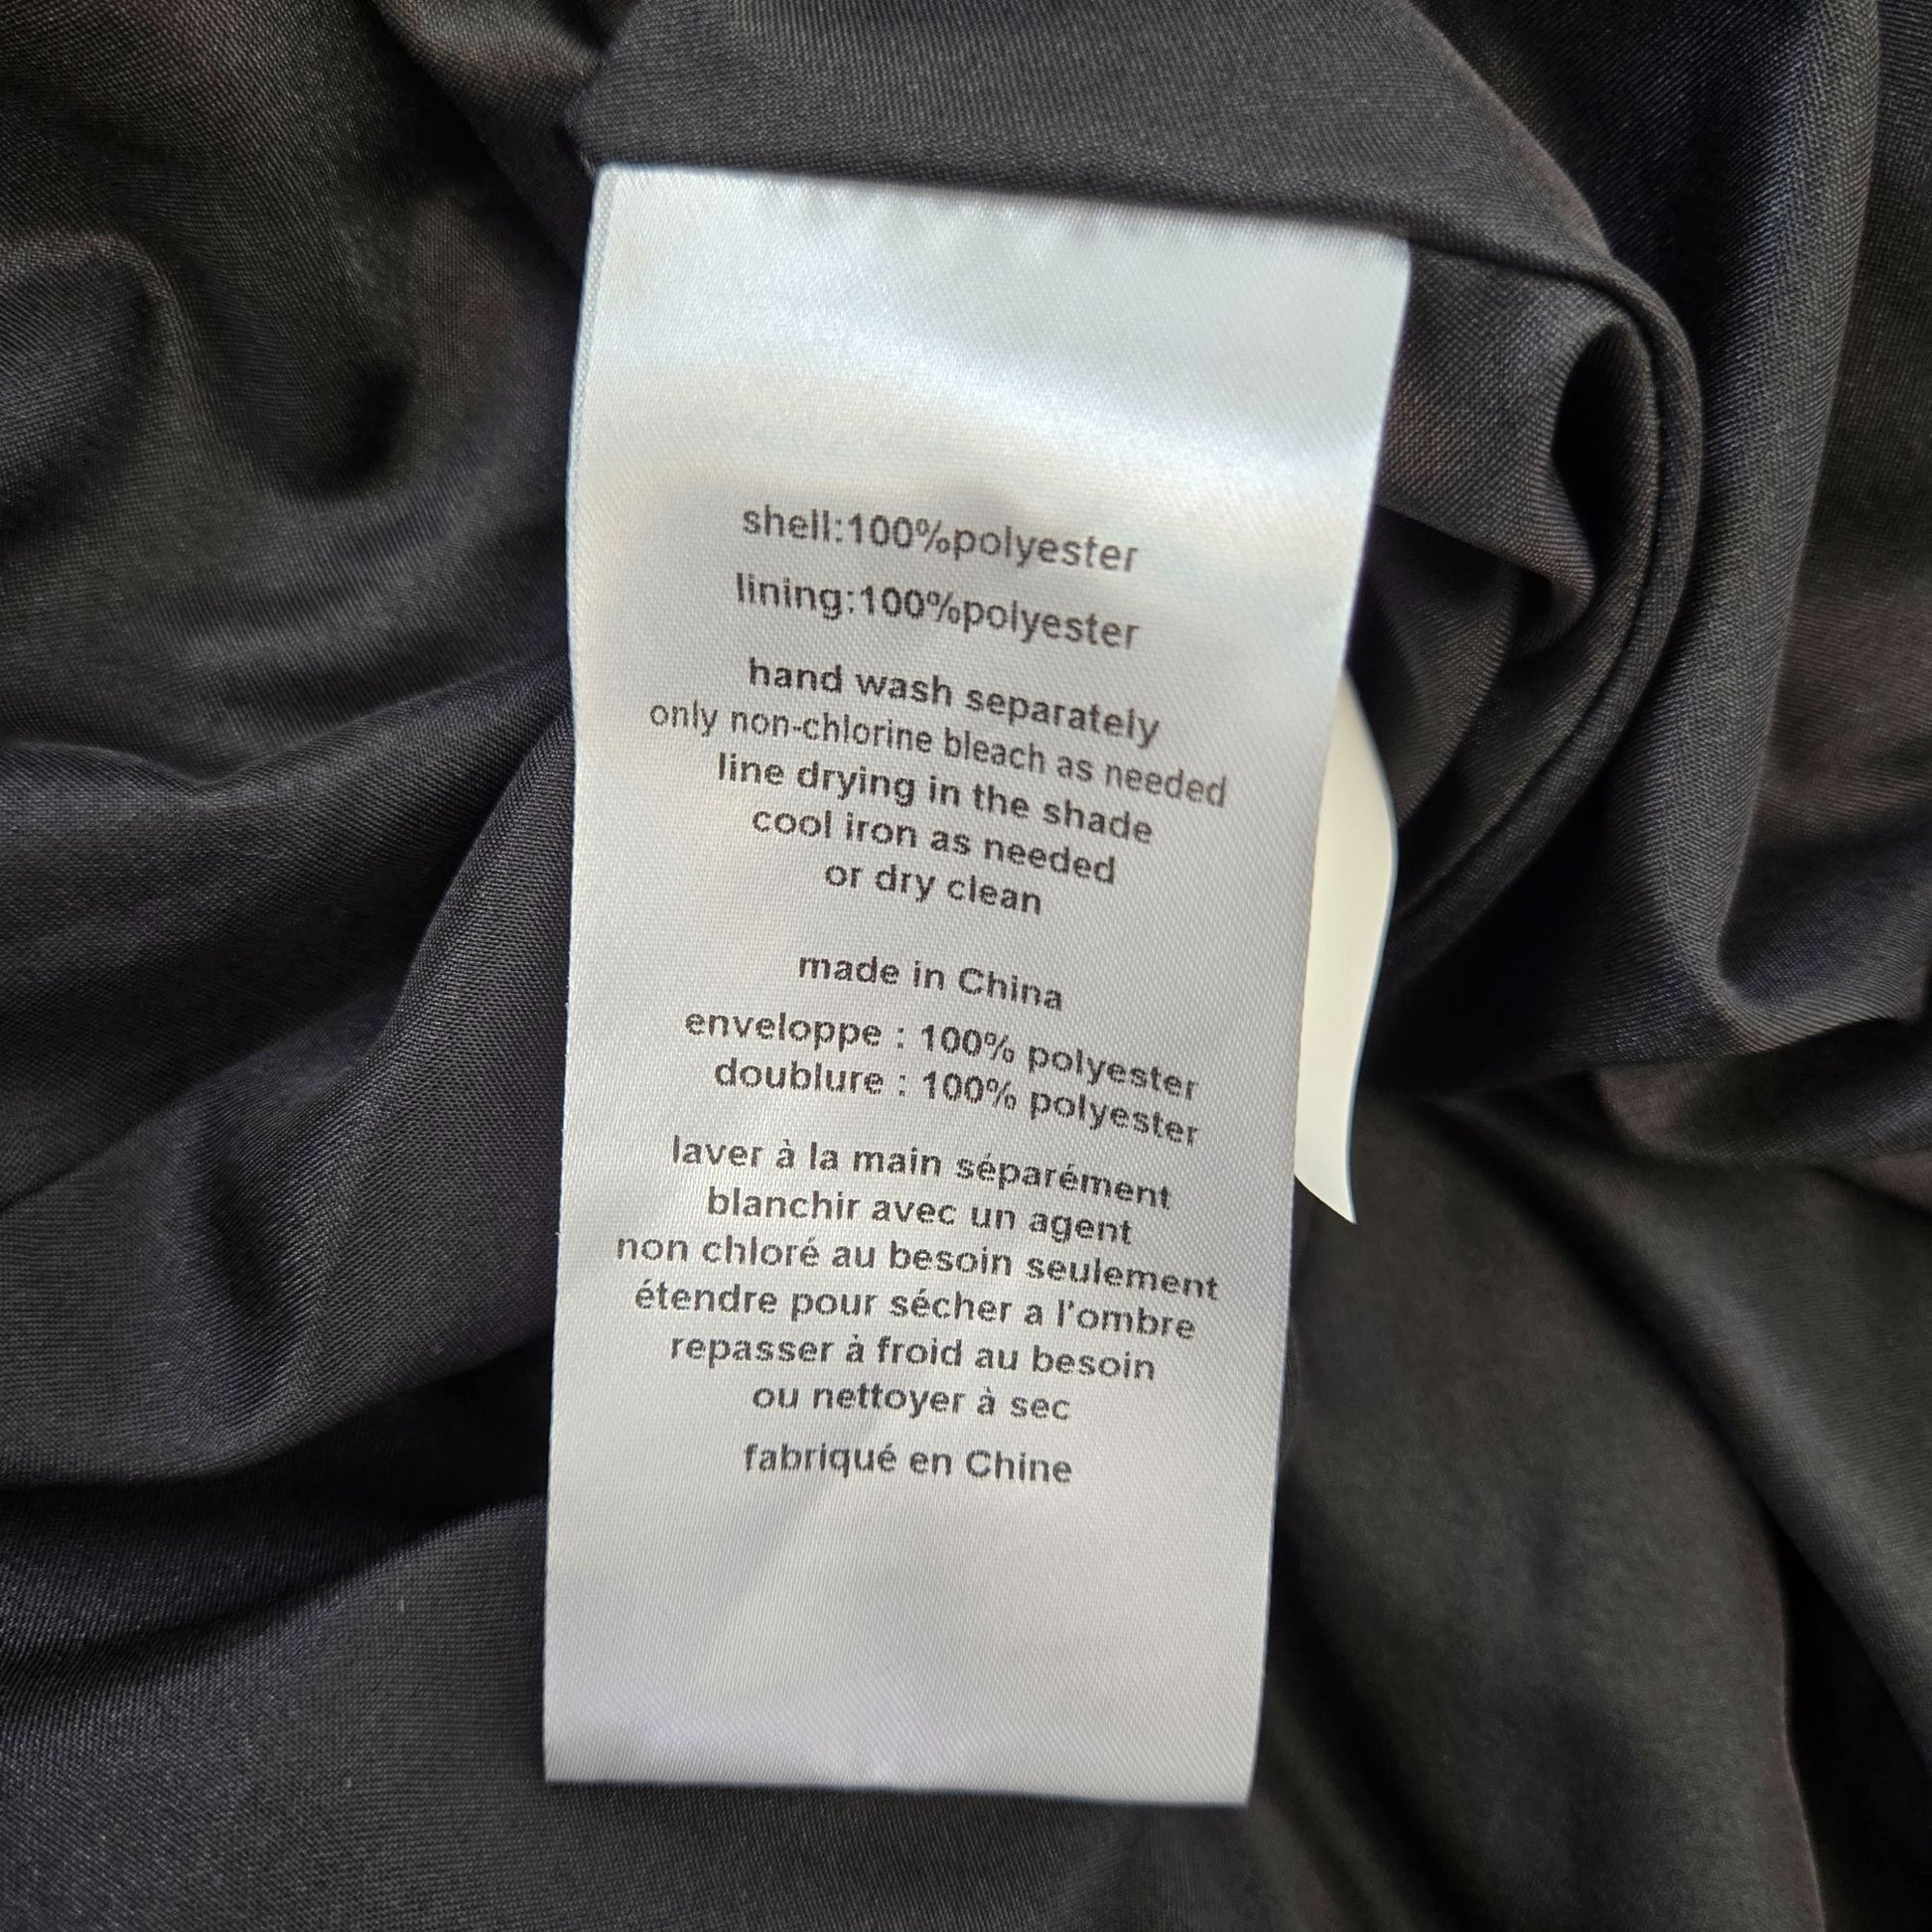 shell:100%polyester
lining:100%polyester
hand wash separately
only non-chlorine bleach as needed
line drying in the shade
cool iron as needed
or dry clean
made in China
enveloppe : 100% polyester
doublure : 100% polyester
laver à la main séparément
blanchir avec un agent
non chloré au besoin seulement
étendre pour sécher a l'ombre
repasser à froid au besoin
ou nettoyer à sec
fabriqué en Chine